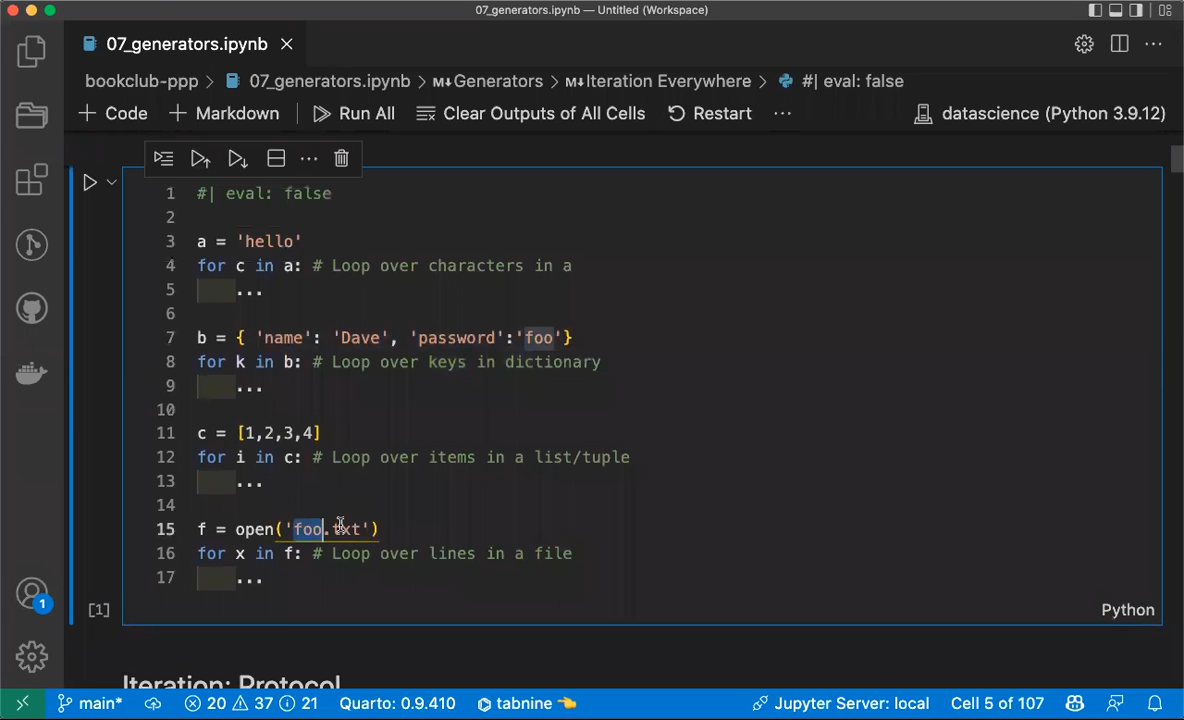 07_generators.ipynb — Untitled (Workspace)
07_generators.ipynb
bookclub-ppp > 07_generators.ipynb > M↓Generators > M↓Iteration Everywhere > #| eval: false
+ Code + Markdown Run All Clear Outputs of All Cells Restart ... datascience (Python 3.9.12)
1 #| eval: false
2
3 a = 'hello'
4 for c in a: # Loop over characters in a
5 ...
6
7 b = { 'name': 'Dave', 'password':'foo'}
8 for k in b: # Loop over keys in dictionary
9 ...
10
11 c = [1,2,3,4]
12 for i in c: # Loop over items in a list/tuple
13 ...
14
15 f = open('foo.txt')
16 for x in f: # Loop over lines in a file
17 ...
[1] Python
Iteration: Protocol
1
main* 20 37 21 Quarto: 0.9.410 tabnine Jupyter Server: local Cell 5 of 107